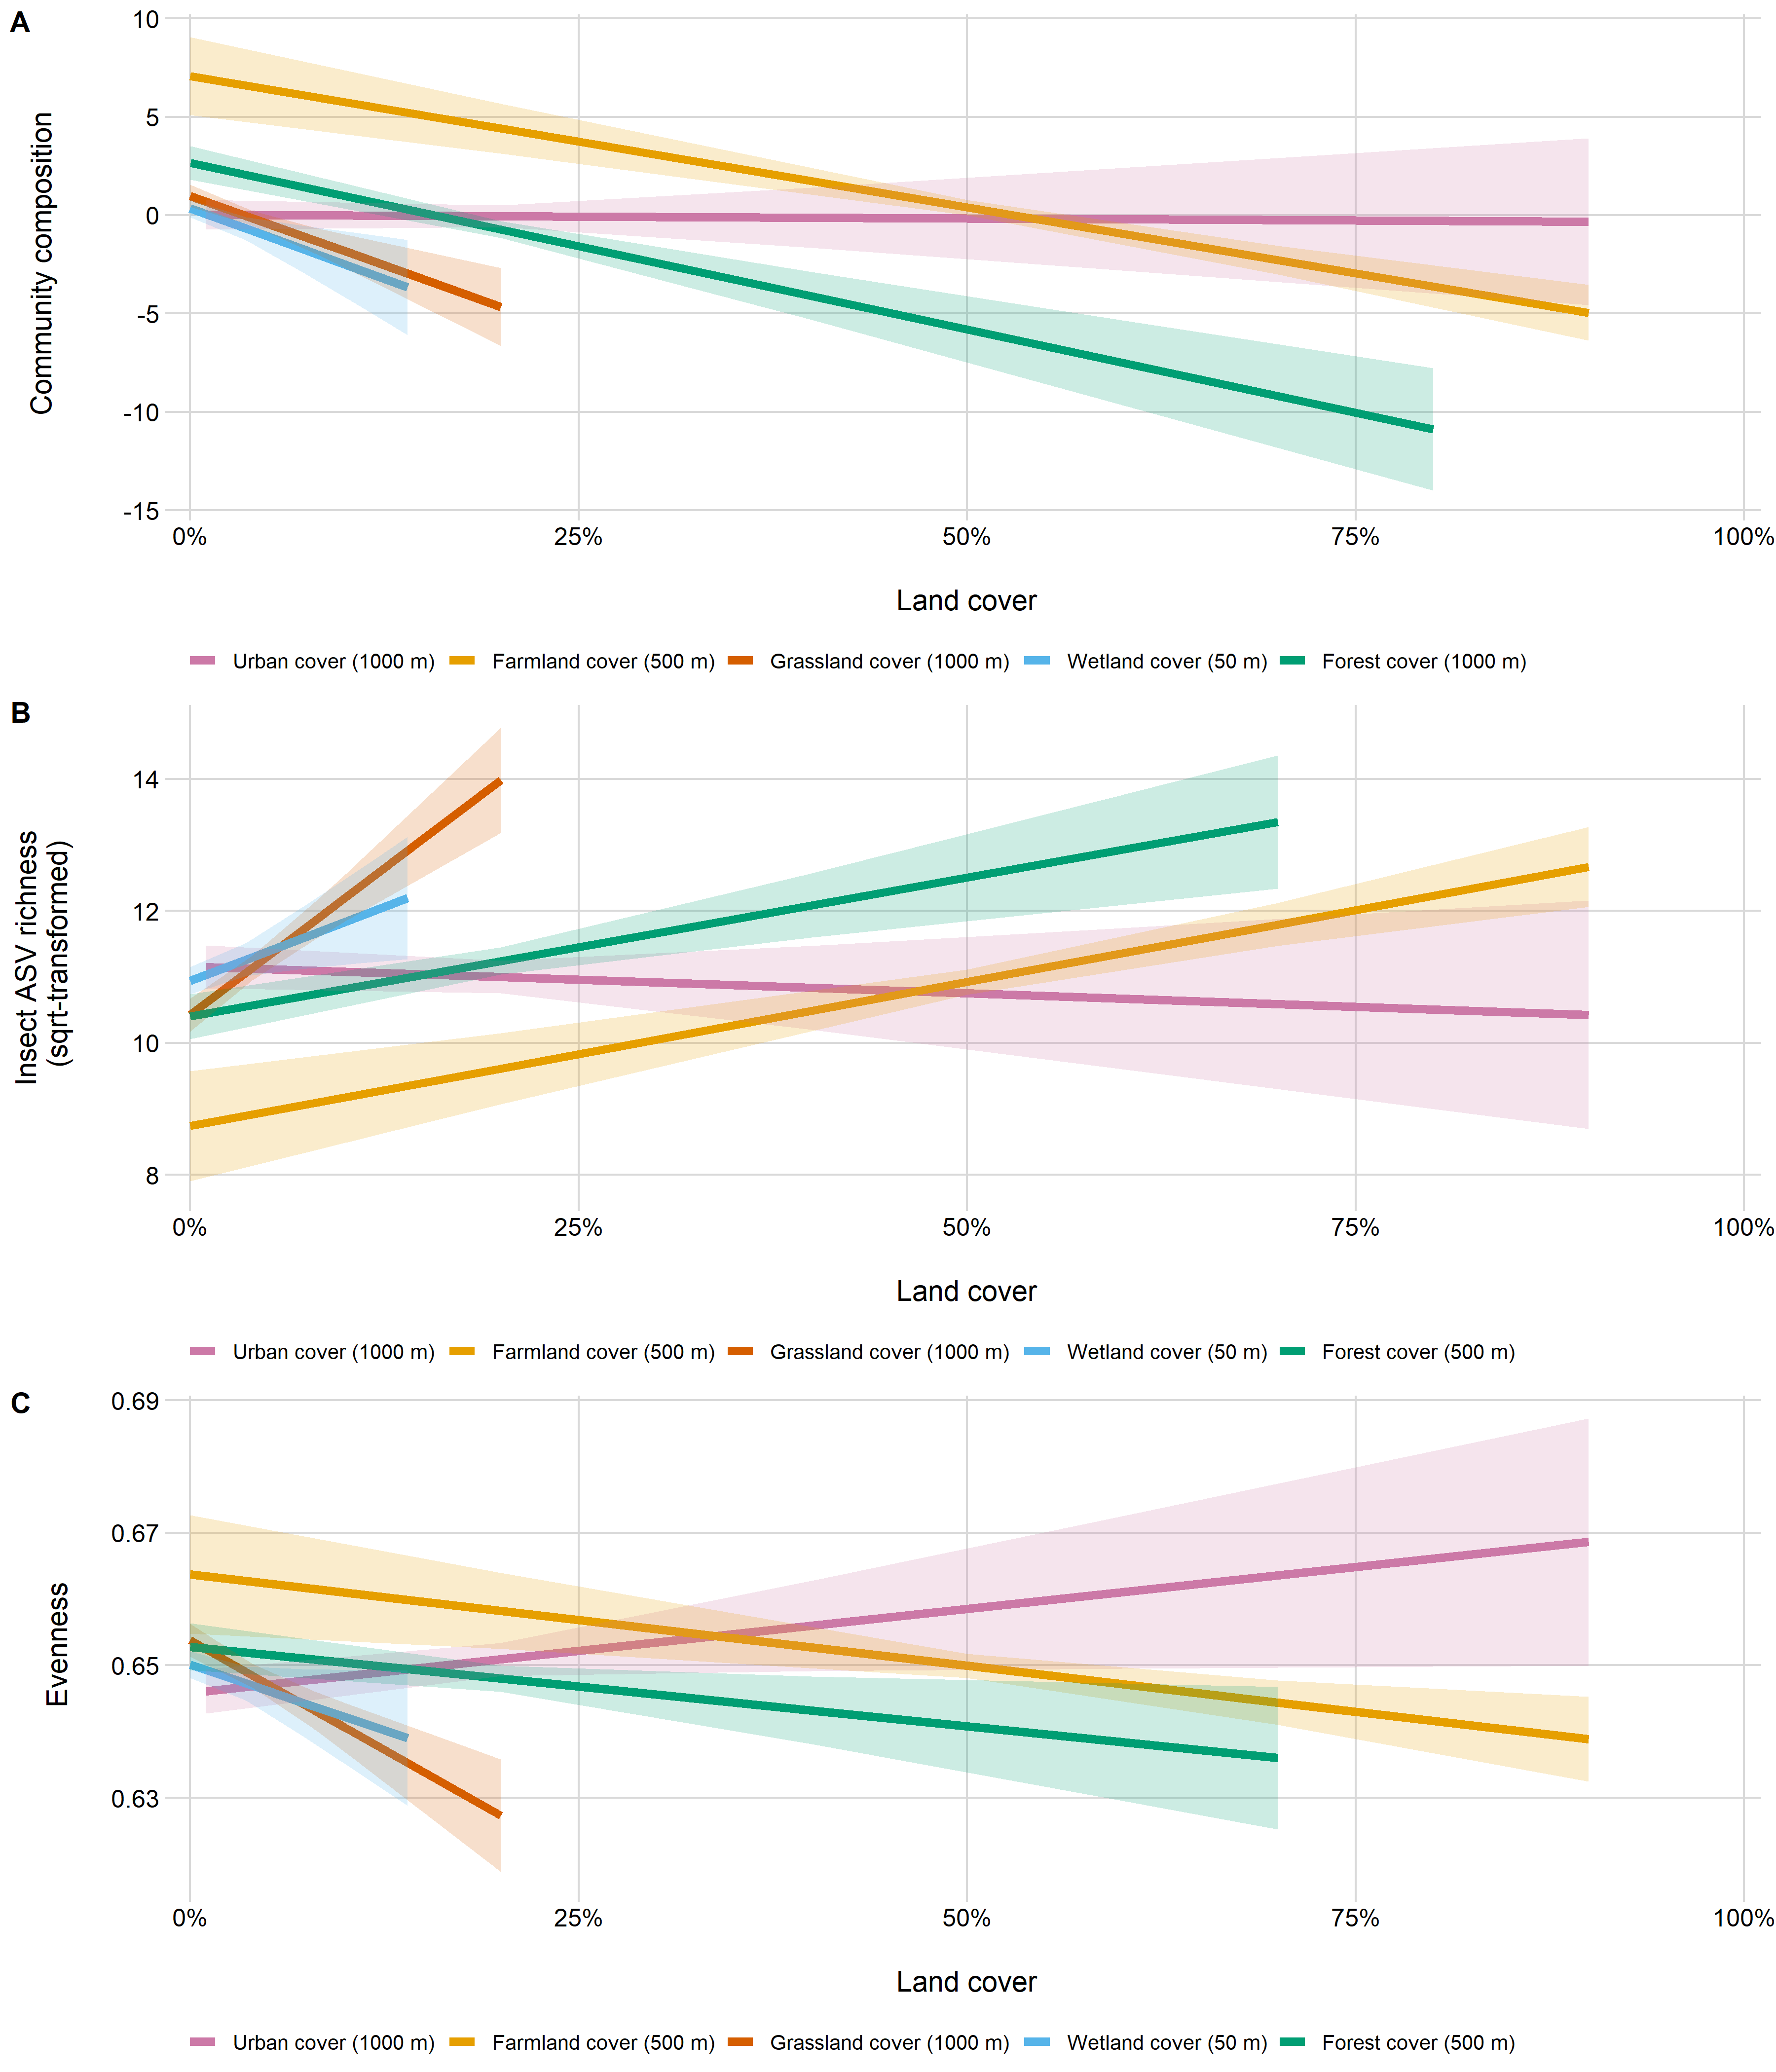 A
10
5
0
-5
-10
-15
Community composition
0% 25% 50% 75% 100%
Land cover
Urban cover (1000 m) Farmland cover (500 m) Grassland cover (1000 m) Wetland cover (50 m) Forest cover (1000 m)
B
14
12
10
8
Insect ASV richness
(sqrt-transformed)
0% 25% 50% 75% 100%
Land cover
Urban cover (1000 m) Farmland cover (500 m) Grassland cover (1000 m) Wetland cover (50 m) Forest cover (500 m)
C
0.69
0.67
0.65
0.63
Evenness
0% 25% 50% 75% 100%
Land cover
Urban cover (1000 m) Farmland cover (500 m) Grassland cover (1000 m) Wetland cover (50 m) Forest cover (500 m)